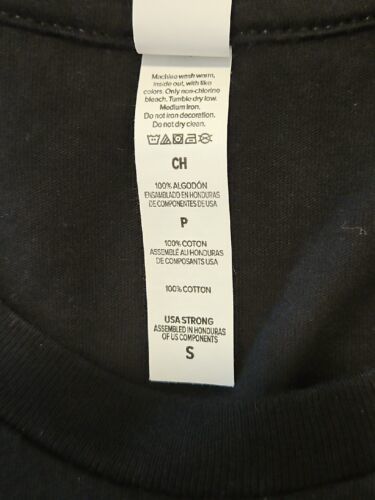 Machine wash warm,
inside out, with like
colors. Only non-chlorine
bleach. Tumble dry low.
Medium iron.
Do not iron decoration.
Do not dry clean.
CH
100% ALGODÓN
ENSAMBLADO EN HONDURAS
DE COMPONENTES DE USA
P
100% COTON
ASSEMBLÉ AU HONDURAS
DE COMPOSANTS USA
100% COTTON
USA STRONG
ASSEMBLED IN HONDURAS
OF US COMPONENTS
S